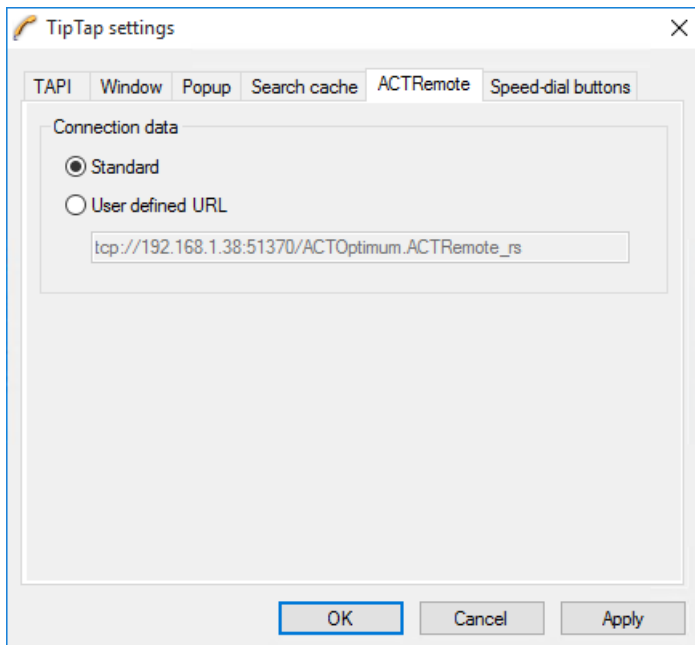 TipTap settings
TAPI Window Popup Search cache ACTRemote Speed-dial buttons
Connection data
Standard
User defined URL
tcp://192.168.1.38:51370/ACTOptimum.ACTRemote_rs
OK Cancel Apply